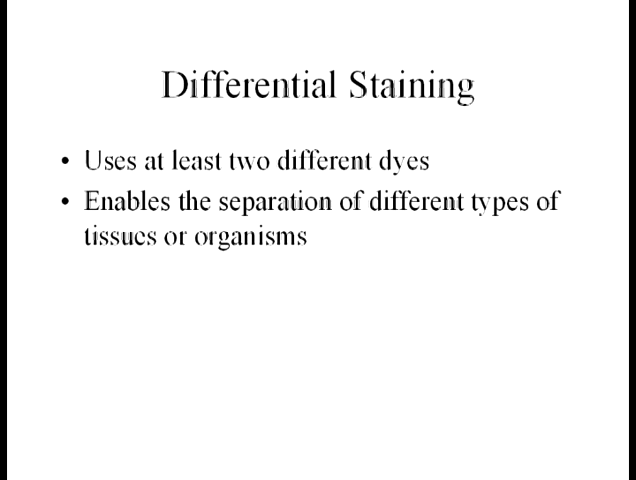 Differential Staining
• Uses at least two different dyes
• Enables the separation of different types of
tissues or organisms